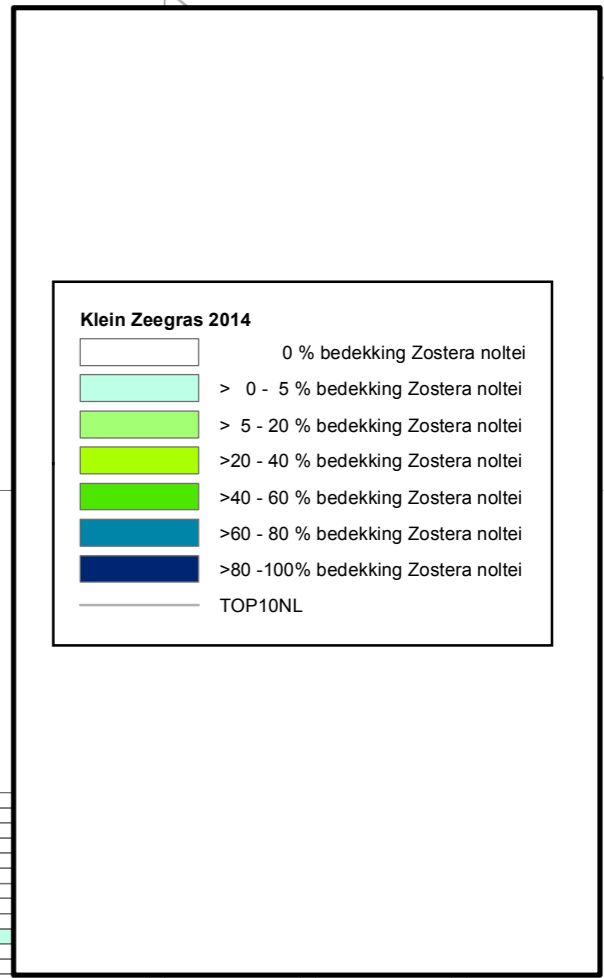 Klein Zeegras 2014
0 % bedekking Zostera noltei
> 0 - 5 % bedekking Zostera noltei
> 5 - 20 % bedekking Zostera noltei
>20 - 40 % bedekking Zostera noltei
>40 - 60 % bedekking Zostera noltei
>60 - 80 % bedekking Zostera noltei
>80 -100% bedekking Zostera noltei
TOP10NL